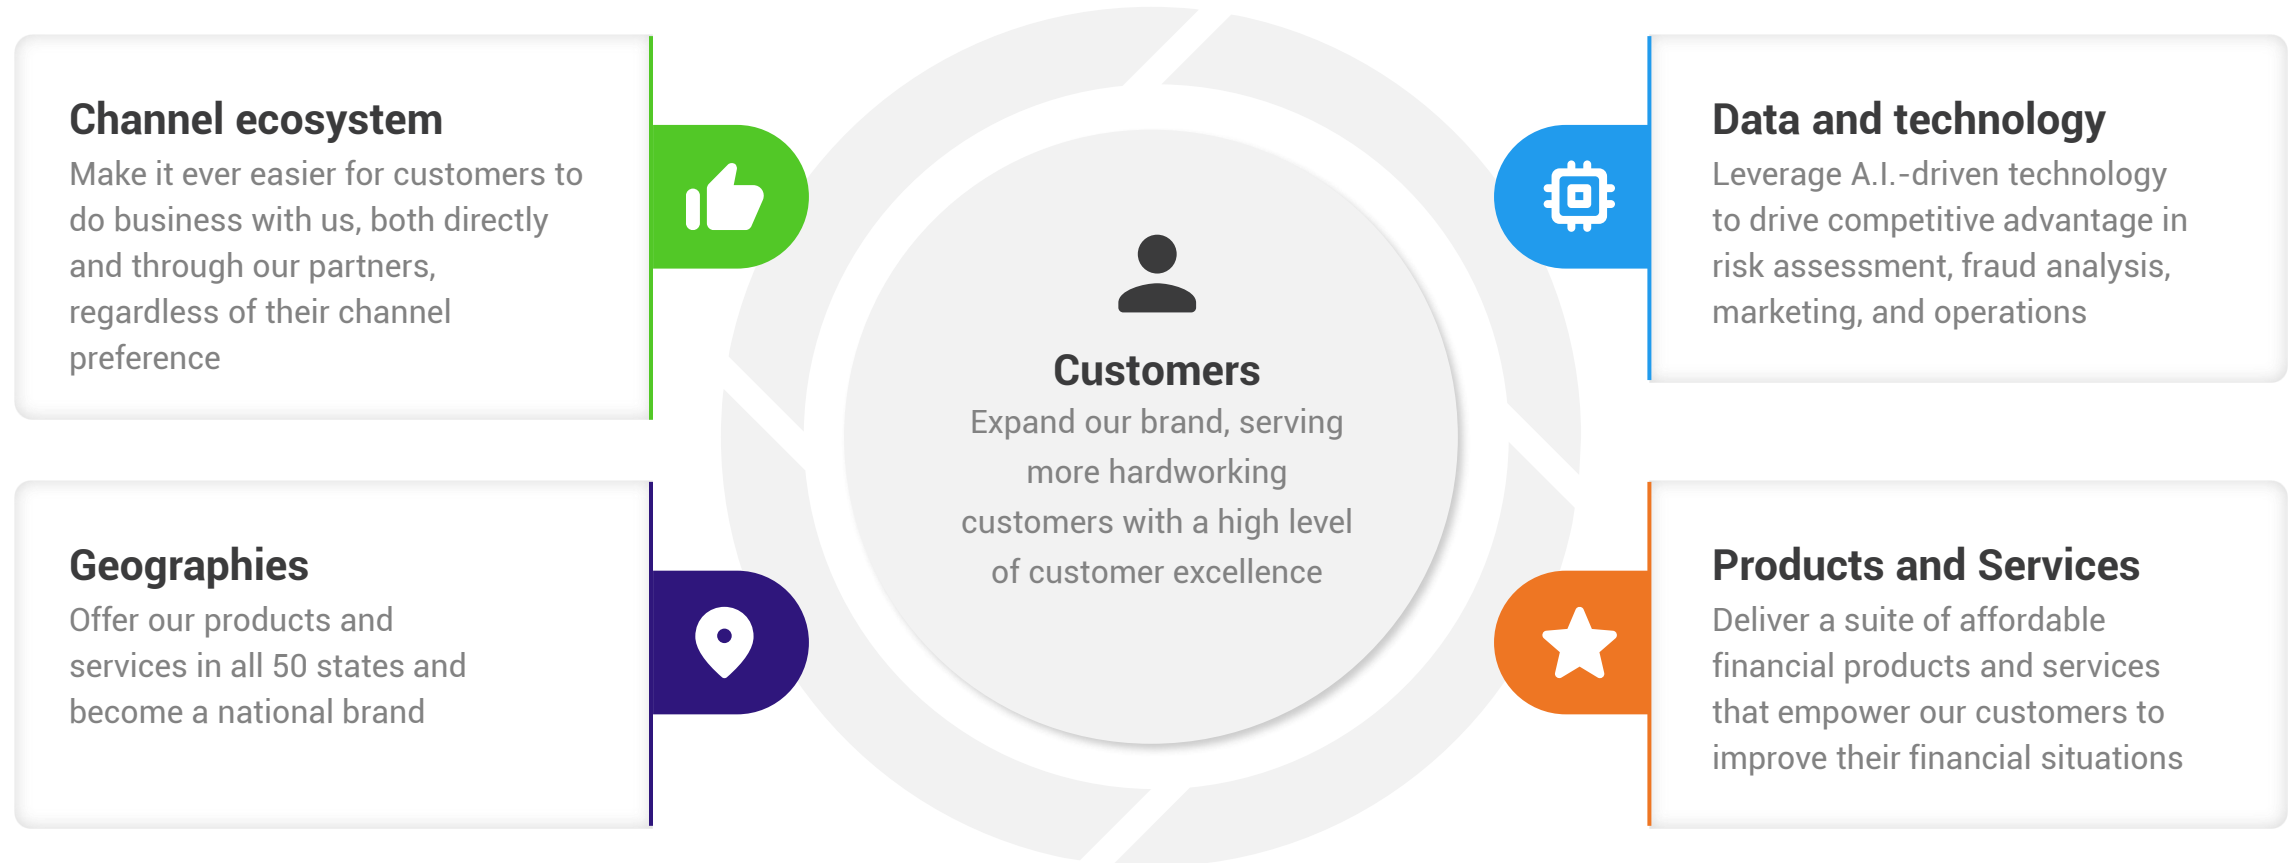 Channel ecosystem
Make it ever easier for customers to
do business with us, both directly
and through our partners,
regardless of their channel
preference
Geographies
Offer our products and
services in all 50 states and
become a national brand
Customers
Expand our brand, serving
more hardworking
customers with a high level
of customer excellence
Data and technology
Leverage A.I.-driven technology
to drive competitive advantage in
risk assessment, fraud analysis,
marketing, and operations
Products and Services
Deliver a suite of affordable
financial products and services
that empower our customers to
improve their financial situations